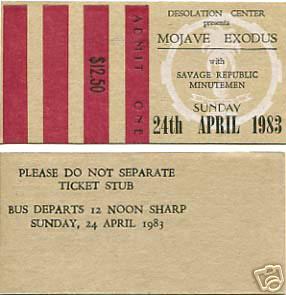 ADMIT ONE
$12.50
DESOLATION CENTER
presents
MOJAVE EXODUS
with
SAVAGE REPUBLIC
MINUTEMEN
SUNDAY
24th APRIL 1983
PLEASE DO NOT SEPARATE
TICKET STUB
BUS DEPARTS 12 NOON SHARP
SUNDAY, 24 APRIL 1983